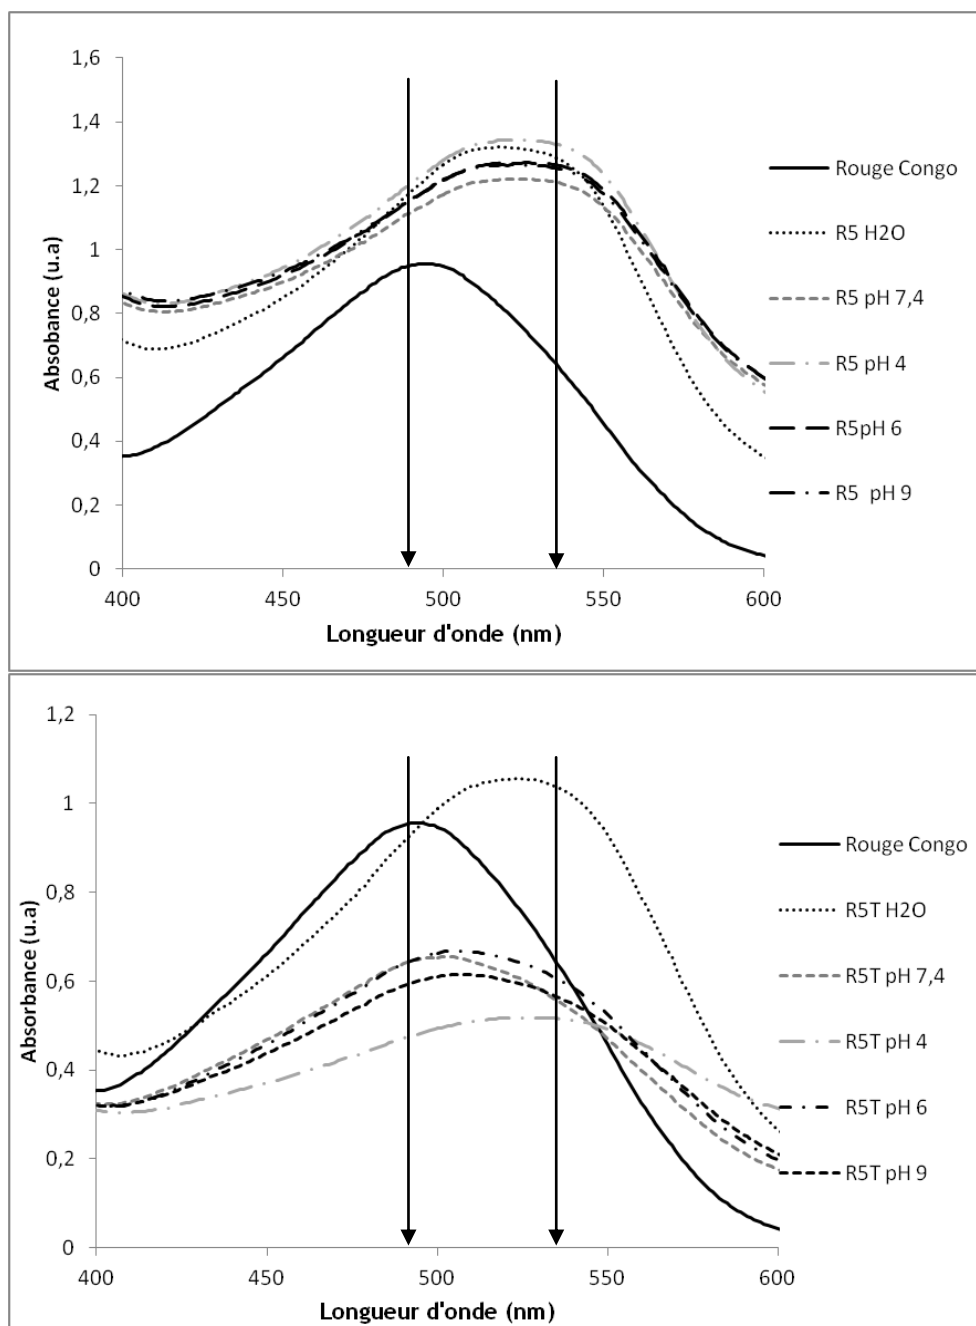 1,6
1,4
1,2
1
0,8
0,6
0,4
0,2
0
Absobance (u.a)
400
450
500
550
600
Longueur d'onde (nm)
Rouge Congo
R5 H2O
R5 pH 7,4
R5 pH 4
R5pH 6
R5 pH 9
1,2
1
0,8
0,6
0,4
0,2
0
Absorbance (u.a)
400
450
500
550
600
Longueur d'onde (nm)
Rouge Congo
R5T H2O
R5T pH 7,4
R5T pH 4
R5T pH 6
R5T pH 9